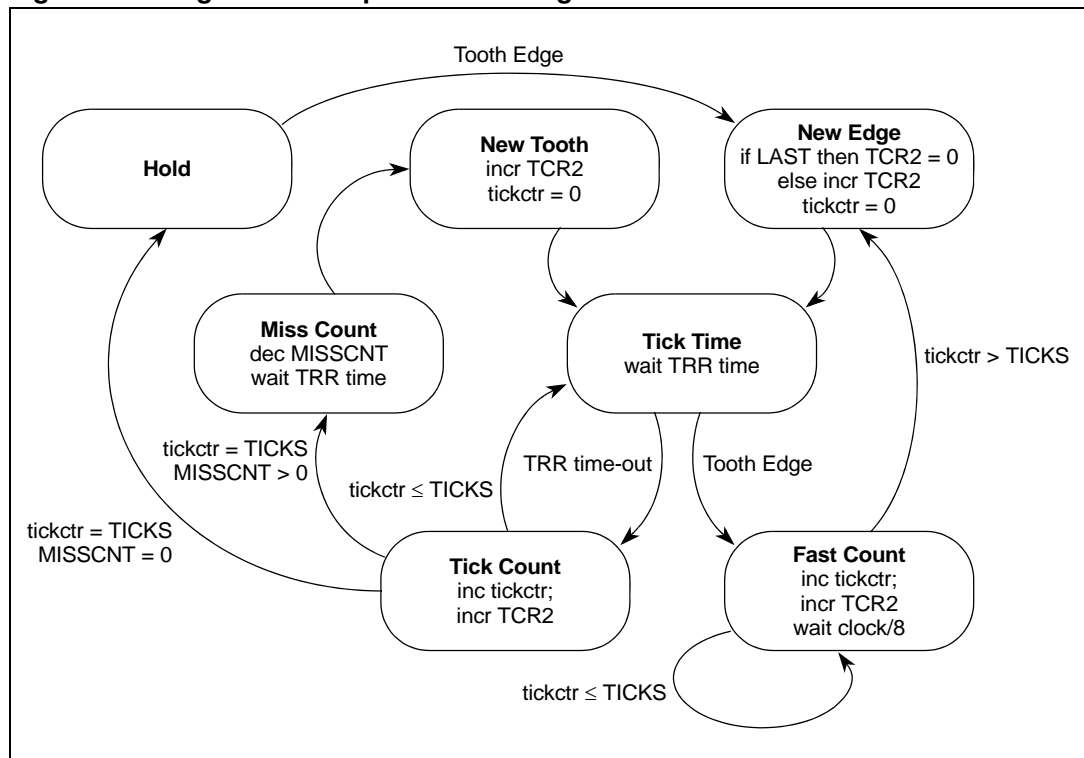 Tooth Edge
Hold
New Tooth
incr TCR2
tickctr = 0
New Edge
if LAST then TCR2 = 0
else incr TCR2
tickctr = 0
Miss Count
dec MISSCNT
wait TRR time
Tick Time
wait TRR time
tickctr > TICKS
tickctr = TICKS
MISSCNT > 0
tickctr ≤ TICKS
TRR time-out
Tooth Edge
tickctr = TICKS
MISSCNT = 0
Tick Count
inc tickctr;
incr TCR2
Fast Count
inc tickctr;
incr TCR2
wait clock/8
tickctr ≤ TICKS